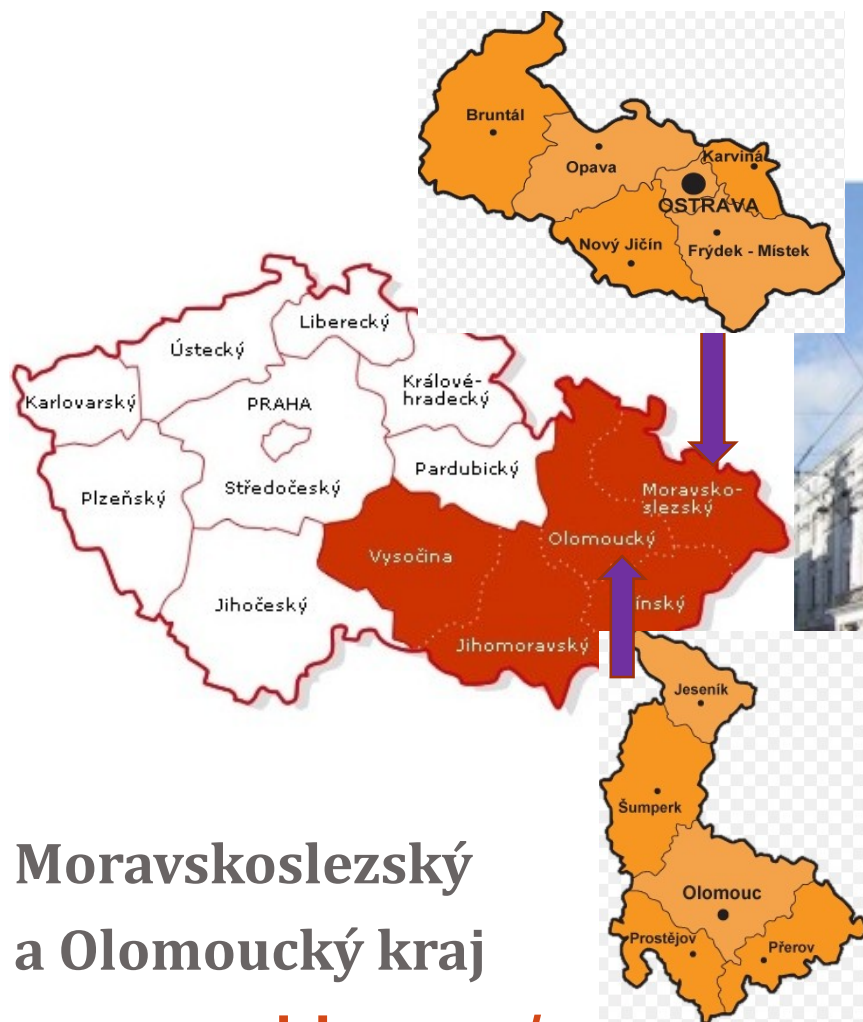 Bruntál
Opava
Karviná
OSTRAVA
Nový Jičín
Frýdek - Místek
Liberecký
Ústecký
Karlovarský
PRAHA
Králové-
hradecký
Plzeňský
Středočeský
Pardubický
Moravsko-
slezský
Olomoucký
Vysočina
Jihočeský
ínský
Jihomoravský
Jeseník
Šumperk
Olomouc
Prostějov
Přerov
Moravskoslezský
a Olomoucký kraj